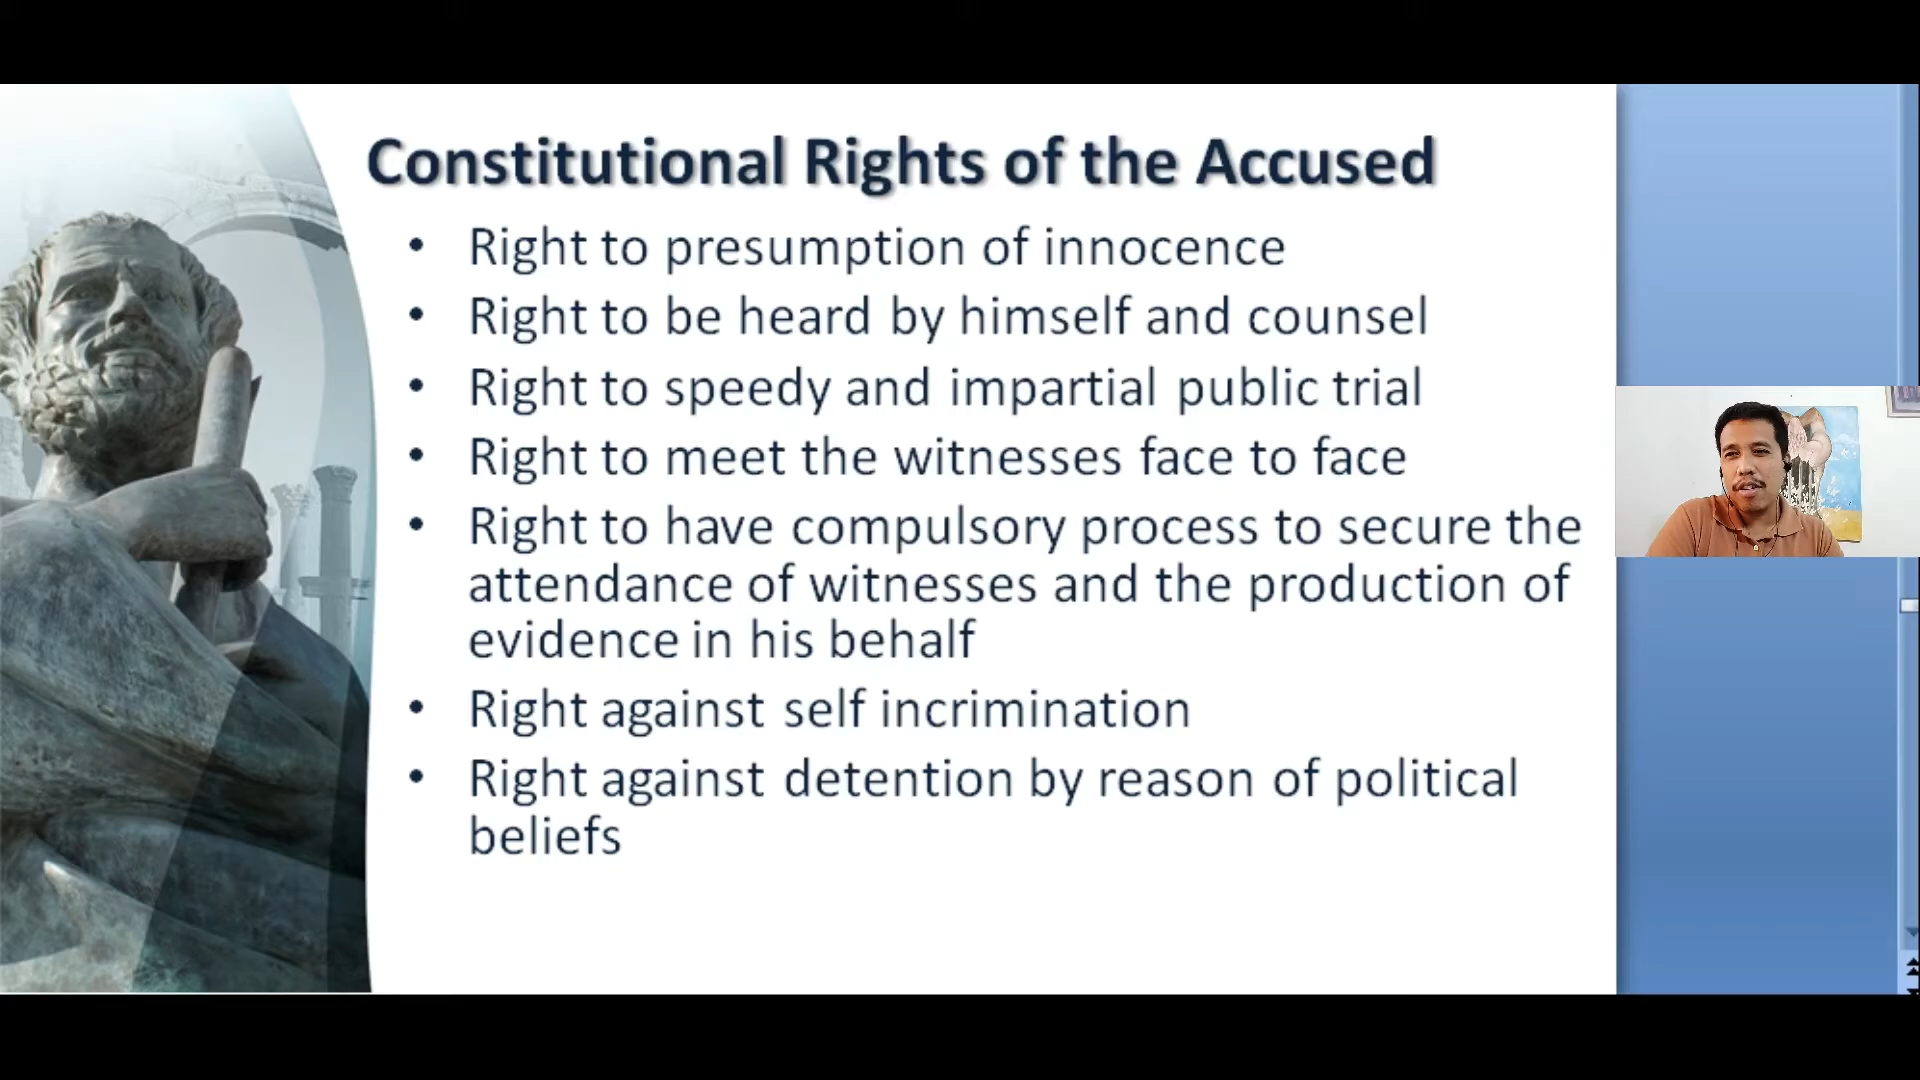 Constitutional Rights of the Accused
• Right to presumption of innocence
• Right to be heard by himself and counsel
• Right to speedy and impartial public trial
• Right to meet the witnesses face to face
• Right to have compulsory process to secure the
attendance of witnesses and the production of
evidence in his behalf
• Right against self incrimination
• Right against detention by reason of political
beliefs